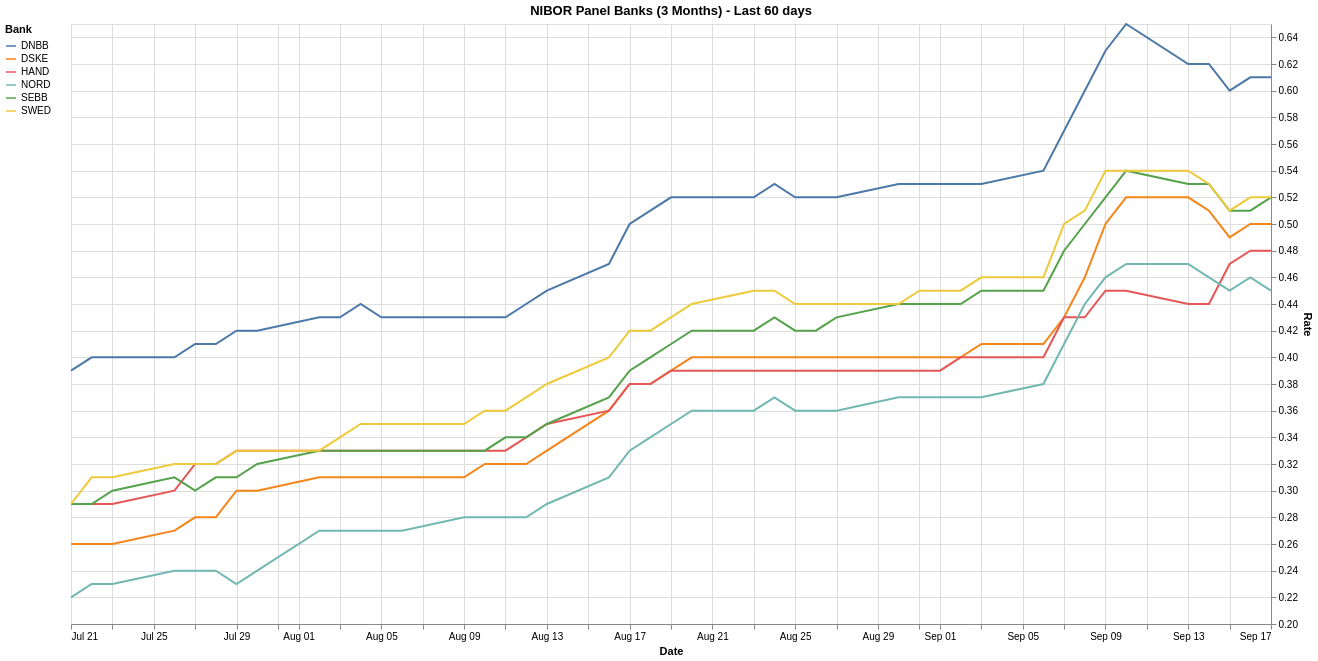 NIBOR Panel Banks (3 Months) - Last 60 days
Bank
DNBB
DSKE
HAND
NORD
SEBB
SWED
0.64
0.62
0.60
0.58
0.56
0.54
0.52
0.50
0.48
0.46
0.44
0.42
0.40
0.38
0.36
0.34
0.32
0.30
0.28
0.26
0.24
0.22
0.20
Rate
Jul 21 Jul 25 Jul 29 Aug 01 Aug 05 Aug 09 Aug 13 Aug 17 Aug 21 Aug 25 Aug 29 Sep 01 Sep 05 Sep 09 Sep 13 Sep 17
Date